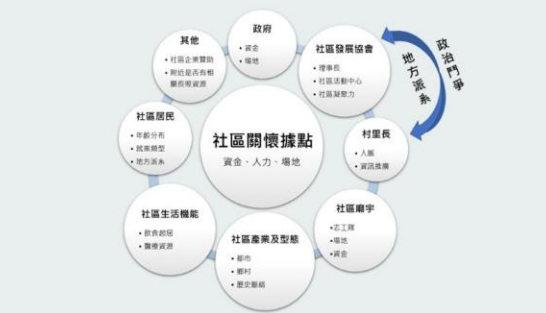 政府
• 資金
• 場地
社區發展協會
• 理事長
• 社區活動中心
• 社區凝聚力
政治鬥爭
地方派系
村里長
• 人脈
• 資訊推廣
社區廟宇
•志工隊
•場地
•資金
社區產業及型態
• 都市
• 鄉村
• 歷史脈絡
社區生活機能
• 飲食起居
• 醫療資源
社區居民
• 年齡分布
• 就業類型
• 地方派系
其他
• 社區企業贊助
• 附近是否有相
關長照資源
社區關懷據點
資金、人力、場地